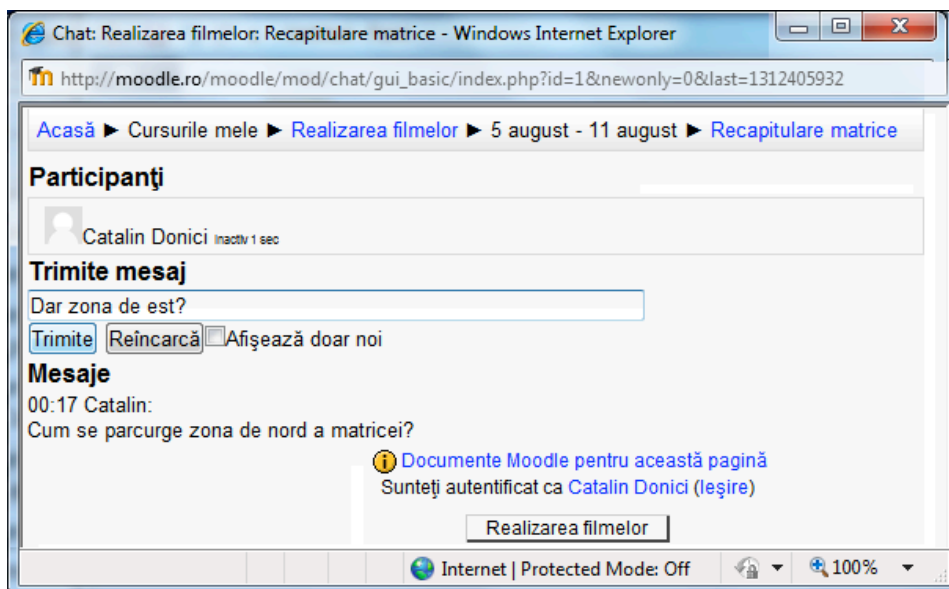 Chat: Realizarea filmelor: Recapitulare matrice - Windows Internet Explorer
http://moodle.ro/moodle/mod/chat/gui_basic/index.php?id=1&newonly=0&last=1312405932
Acasă ► Cursurile mele ► Realizarea filmelor ► 5 august - 11 august ► Recapitulare matrice
Participanţi
Catalin Donici Inactiv 1 sec
Trimite mesaj
Dar zona de est?
Trimite Reîncarcă Afişează doar noi
Mesaje
00:17 Catalin:
Cum se parcurge zona de nord a matricei?
Documente Moodle pentru această pagină
Sunteţi autentificat ca Catalin Donici (Ieşire)
Realizarea filmelor
Internet | Protected Mode: Off 100%